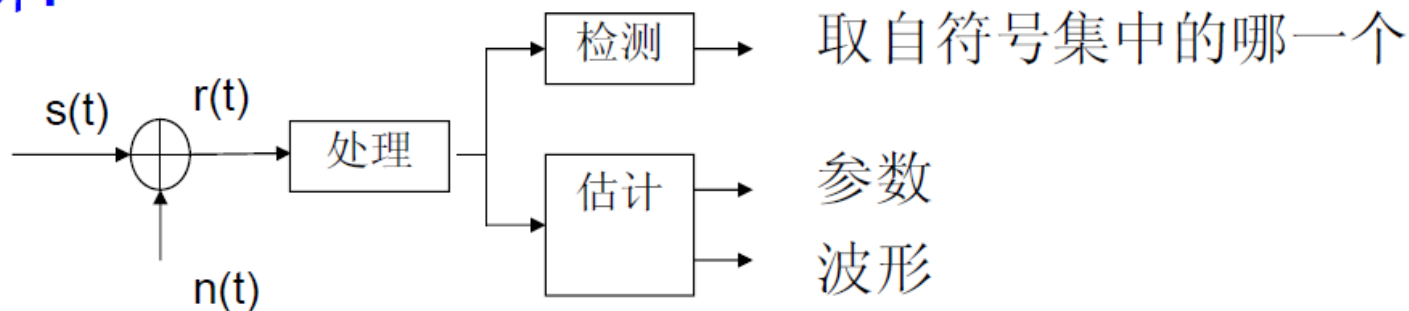 检测
取自符号集中的哪一个
s(t)
r(t)
处理
估计
参数
波形
n(t)